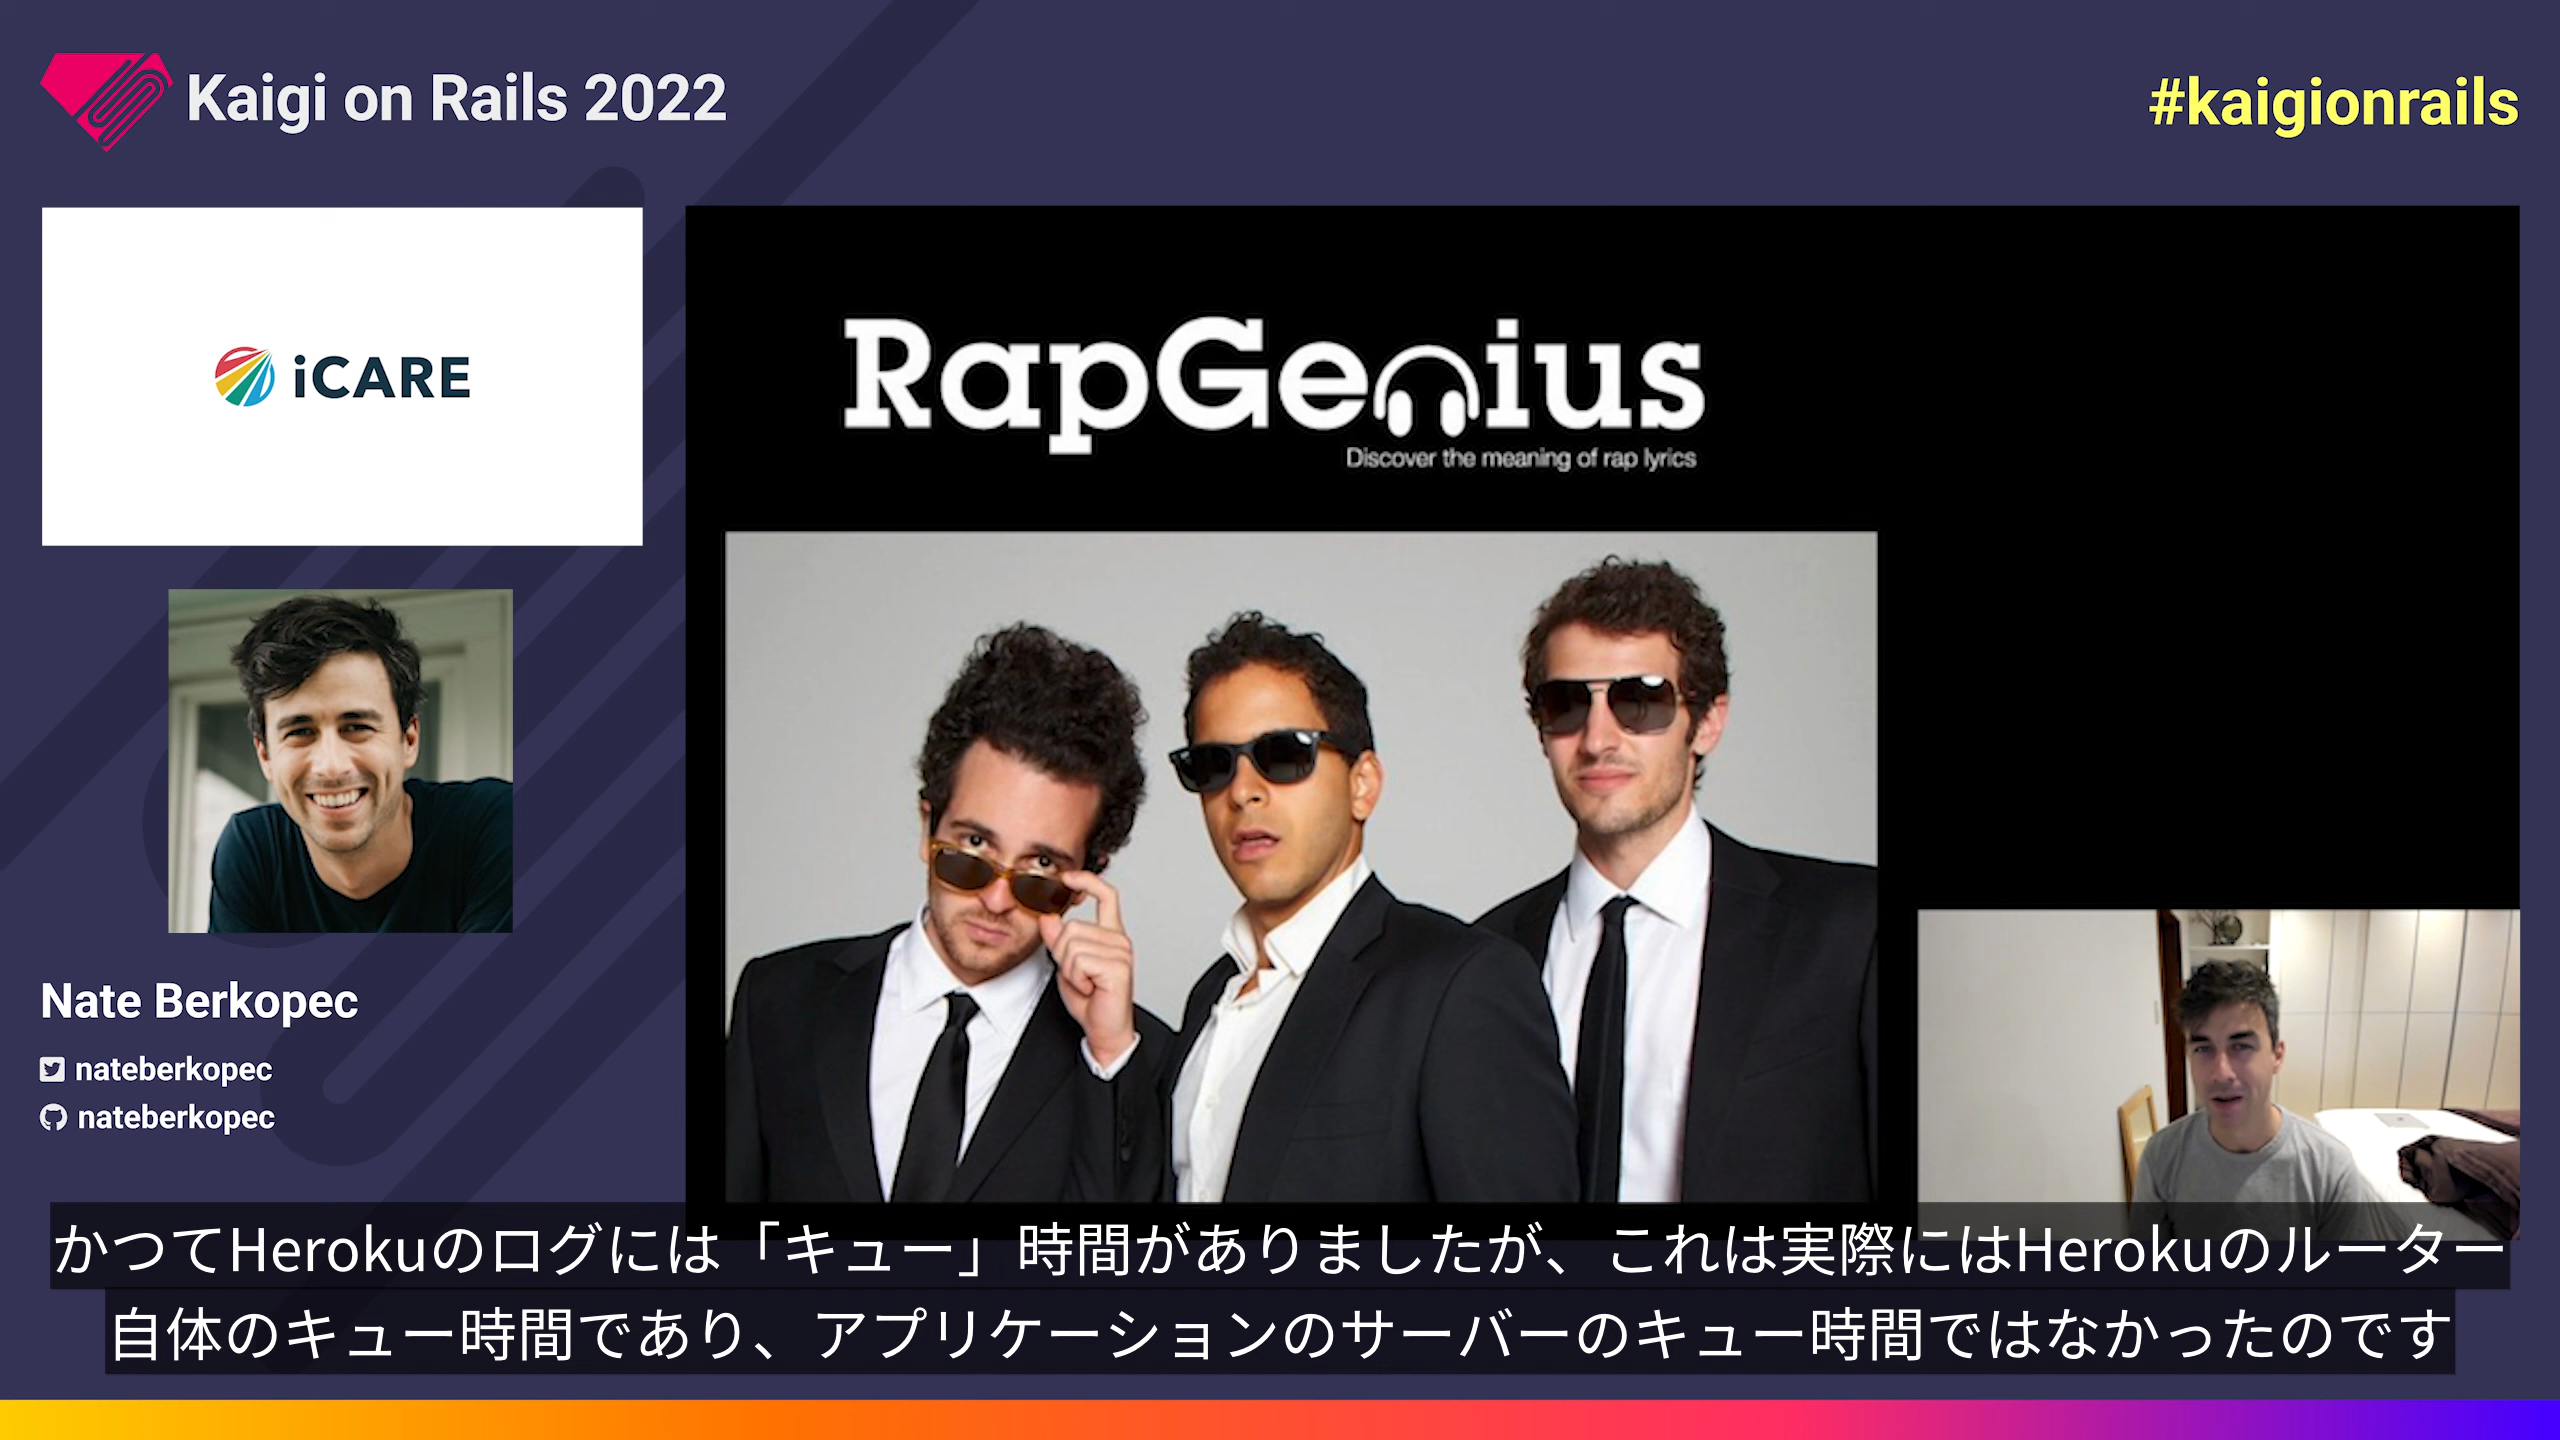 Kaigi on Rails 2022
#kaigionrails
iCARE
RapGenius
Discover the meaning of rap lyrics
Nate Berkopec
nateberkopec
nateberkopec
かつてHerokuのログには「キュー」時間がありましたが、これは実際にはHerokuのルーター
自体のキュー時間であり、アプリケーションのサーバーのキュー時間ではなかったのです